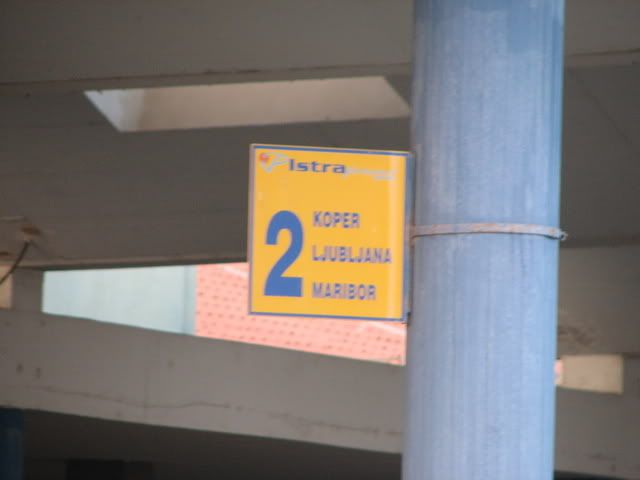 Istra
2
KOPER
LJUBLJANA
MARIBOR